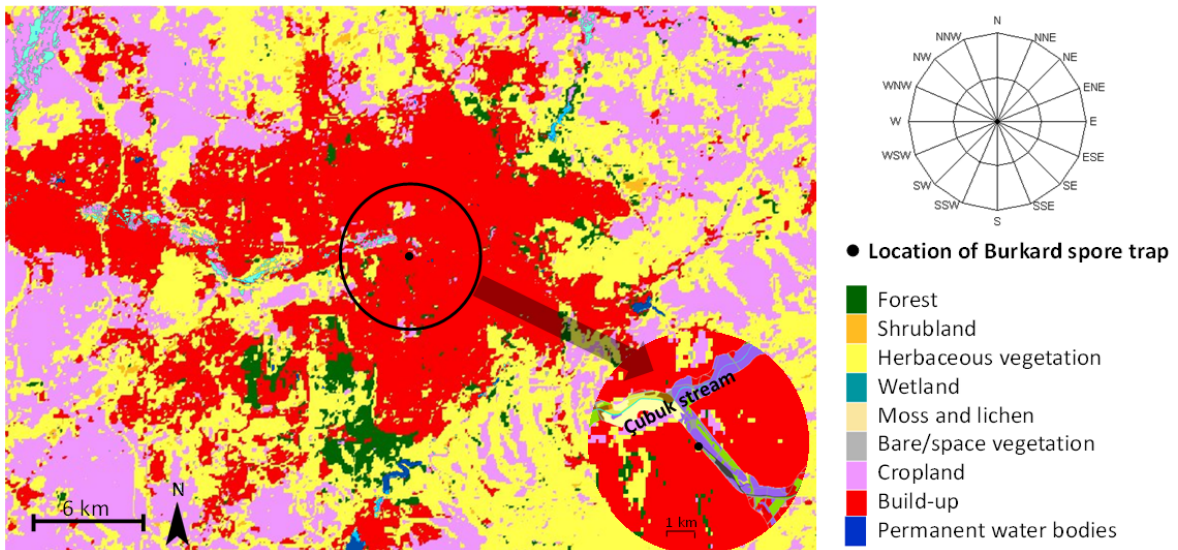 N
NNW
NNE
NW
NE
WNW
ENE
W
E
WSW
ESE
SW
SE
SSW
SSE
S
Location of Burkard spore trap
Forest
Shrubland
Herbaceous vegetation
Wetland
Moss and lichen
Bare/space vegetation
Cropland
Build-up
Permanent water bodies
Çubuk stream
N
6 km
1 km